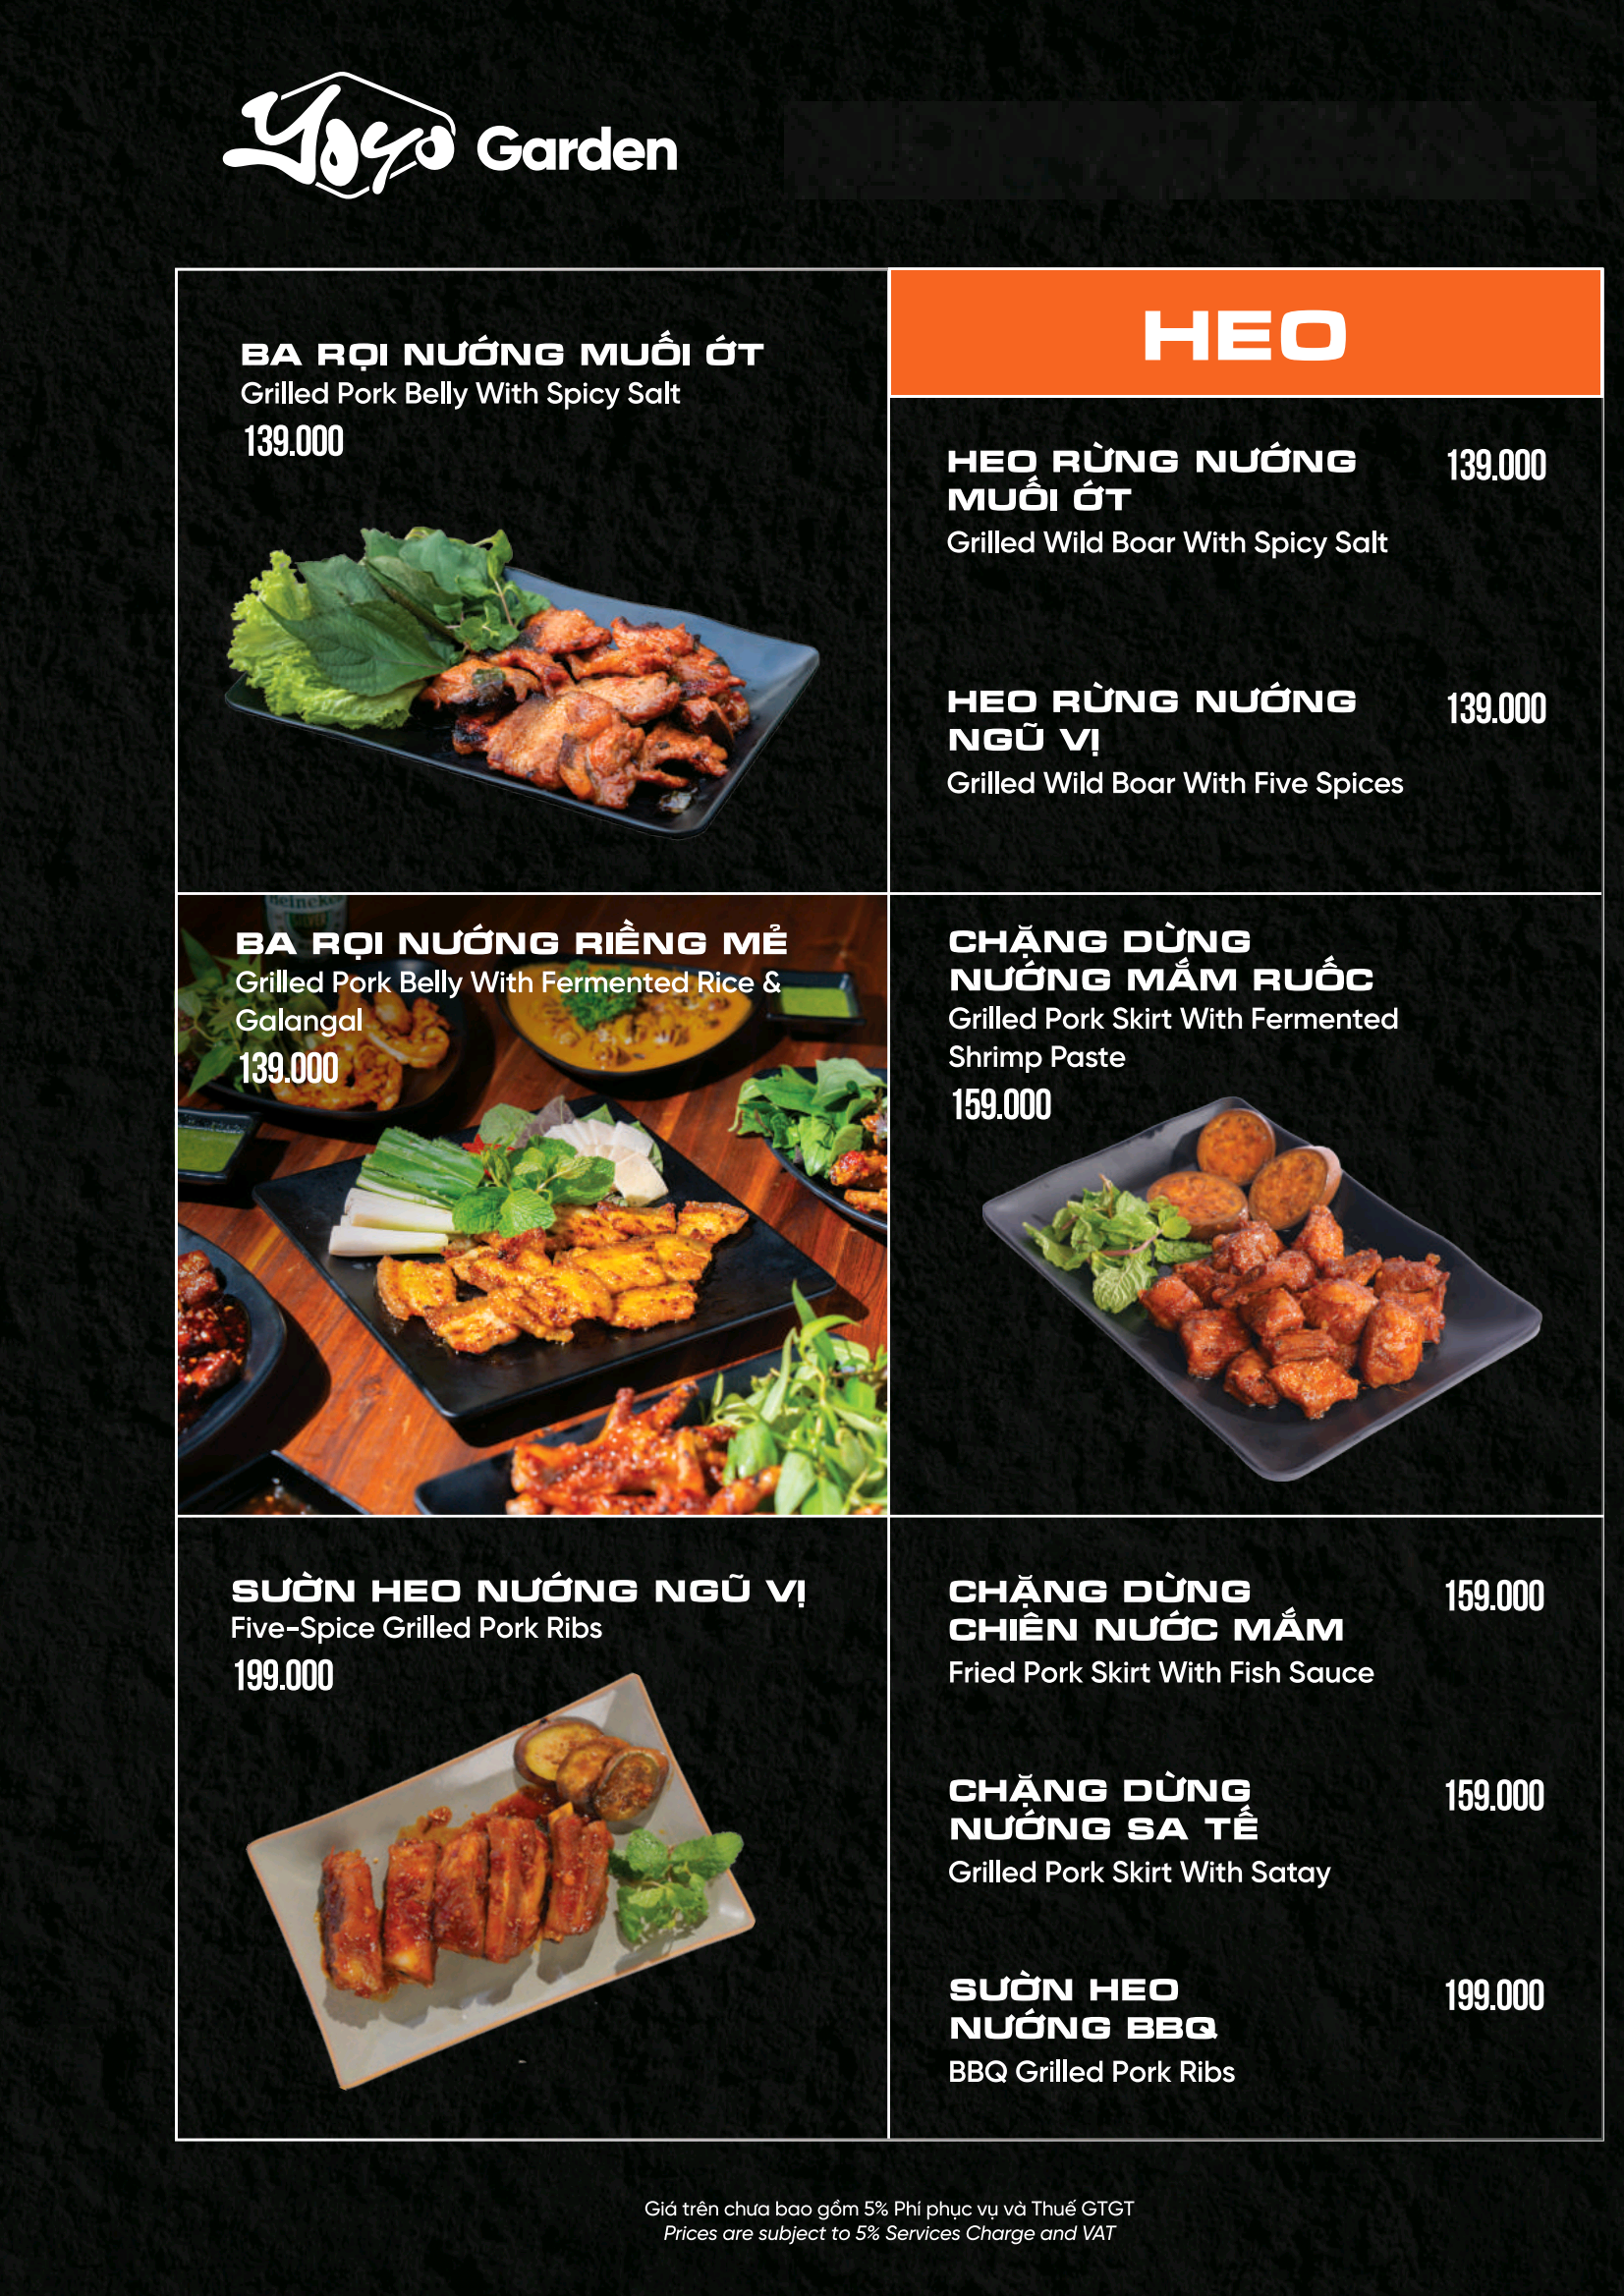 Yoyo Garden
BA RỌI NƯỚNG MUỐI ỚT
Grilled Pork Belly With Spicy Salt
139.000
HEO
HEO RỪNG NƯỚNG
MUỐI ỚT
139.000
Grilled Wild Boar With Spicy Salt
HEO RỪNG NƯỚNG
NGŨ VỊ
139.000
Grilled Wild Boar With Five Spices
Heineken
BA RỌI NƯỚNG RIỀNG MẺ
Grilled Pork Belly With Fermented Rice &
Galangal
139.000
CHẶNG DỪNG
NƯỚNG MẮM RUỐC
Grilled Pork Skirt With Fermented
Shrimp Paste
159.000
SƯỜN HEO NƯỚNG NGŨ VỊ
Five-Spice Grilled Pork Ribs
199.000
CHẶNG DỪNG
CHIÊN NƯỚC MẮM
159.000
Fried Pork Skirt With Fish Sauce
CHẶNG DỪNG
NƯỚNG SA TẾ
159.000
Grilled Pork Skirt With Satay
SƯỜN HEO
NƯỚNG BBQ
199.000
BBQ Grilled Pork Ribs
Giá trên chưa bao gồm 5% Phí phục vụ và Thuế GTGT
Prices are subject to 5% Services Charge and VAT